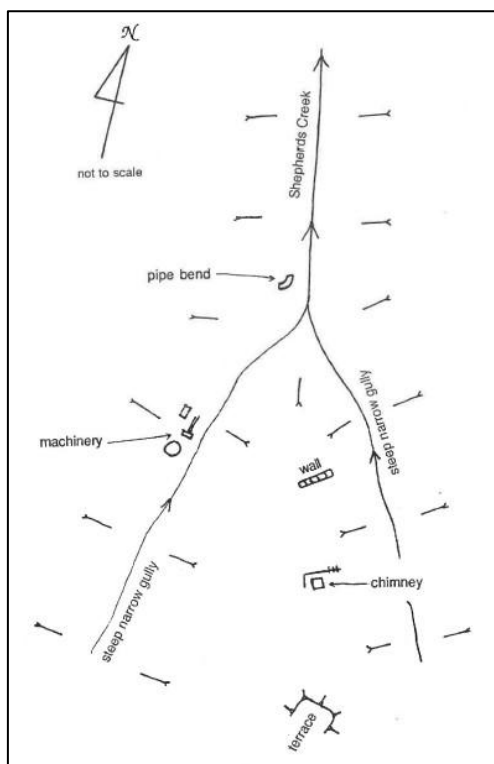 N
not to scale
Shepherds Creek
pipe bend
steep narrow gully
machinery
wall
steep narrow gully
chimney
terrace